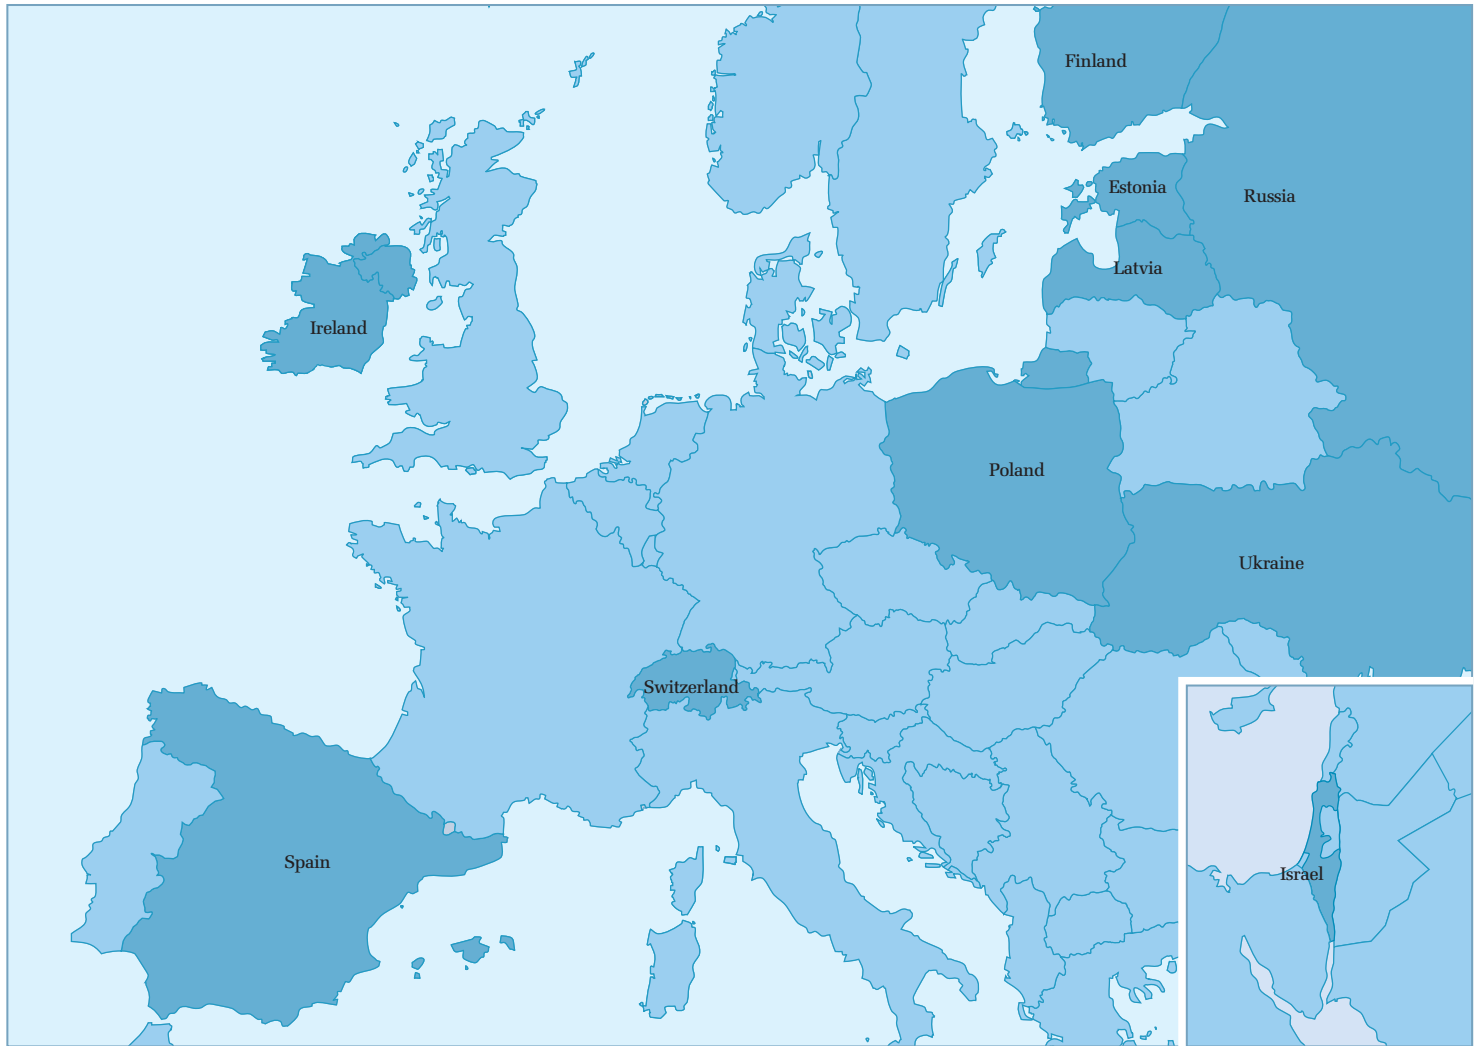 Finland
Estonia
Russia
Latvia
Ireland
Poland
Ukraine
Switzerland
Spain
Israel